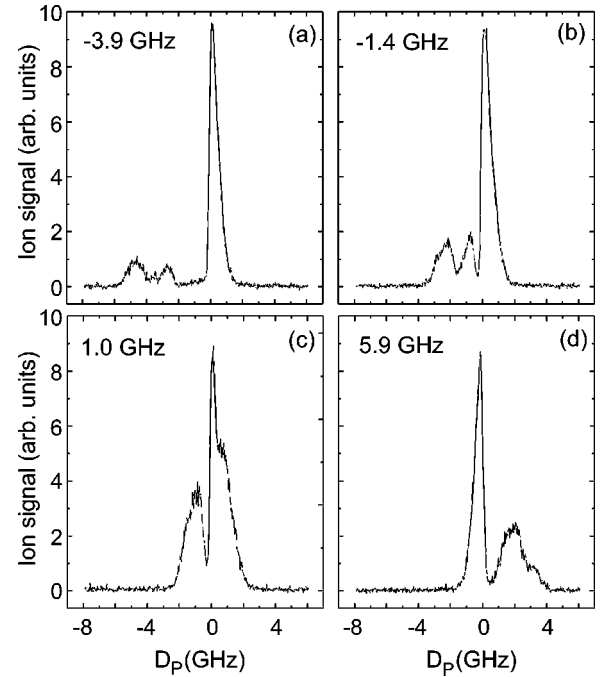 10
8
6
4
2
0
Ion signal (arb. units)
-3.9 GHz (a)
-1.4 GHz (b)
10
8
6
4
2
0
Ion signal (arb. units)
1.0 GHz (c)
5.9 GHz (d)
-8 -4 0 4 -8 -4 0 4
D_P(GHz) D_P(GHz)